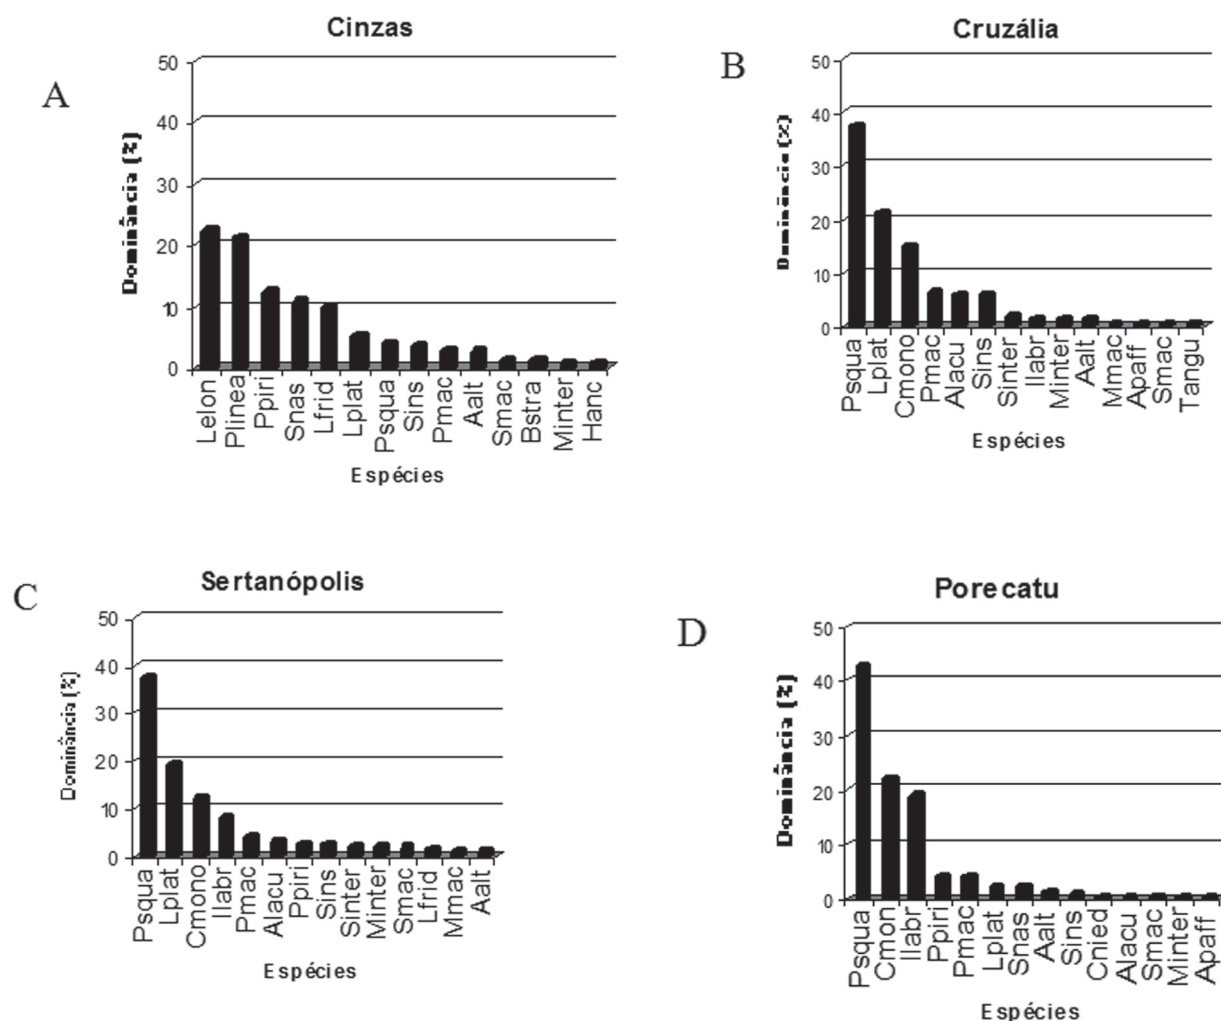 A
Cinzas
Dominância (%)
50
40
30
20
10
0
Lelon Plinea Ppiri Snas Lfrid Lplat Psqua Sins Pmac Aalt Smac Bstra Minter Hanc
Espécies
B
Cruzália
Dominância (%)
50
40
30
20
10
0
Psqua Lplat Cmono Pmac Alacu Sins Sinter Ilabr Minter Aalt Mmac Apaff Smac Tangu
Espécies
C
Sertanópolis
Dominância (%)
50
40
30
20
10
0
Psqua Lplat Cmono Ilabr Pmac Alacu Ppiri Sins Sinter Minter Smac Lfrid Mmac Aalt
Espécies
D
Porecatu
Dominância (%)
50
40
30
20
10
0
Psqua Cmon Ilabr Ppiri Pmac Lplat Snas Aalt Sins Cnied Alacu Smac Minter Apaff
Espécies